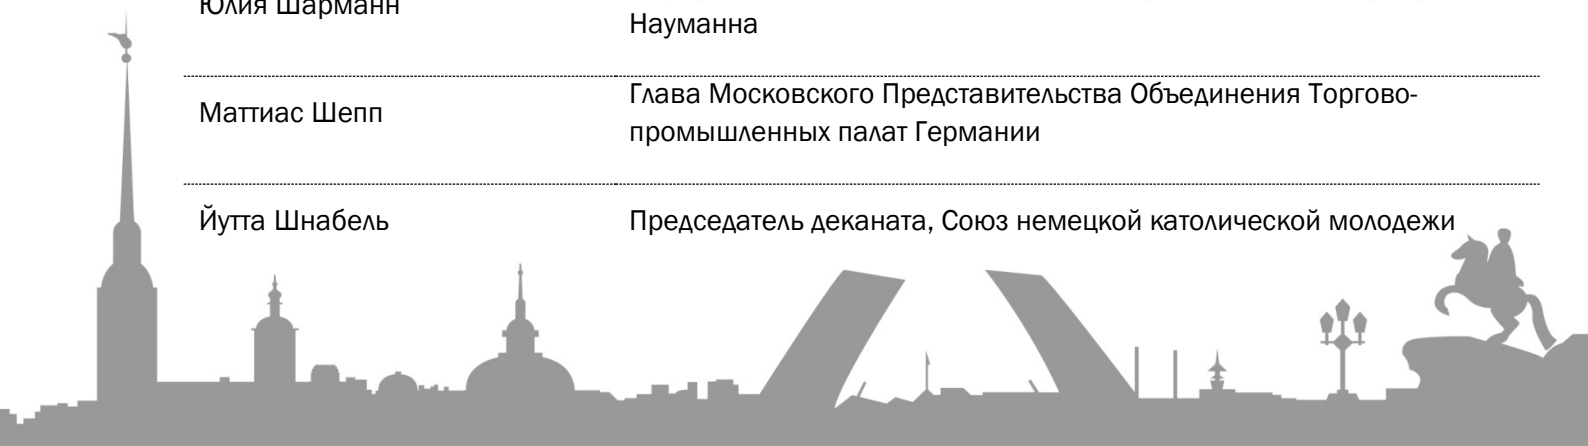 Юлия Шарманн
Науманна
Маттиас Шепп
Глава Московского Представительства Объединения Торгово-
промышленных палат Германии
Йутта Шнабель
Председатель деканата, Союз немецкой католической молодежи